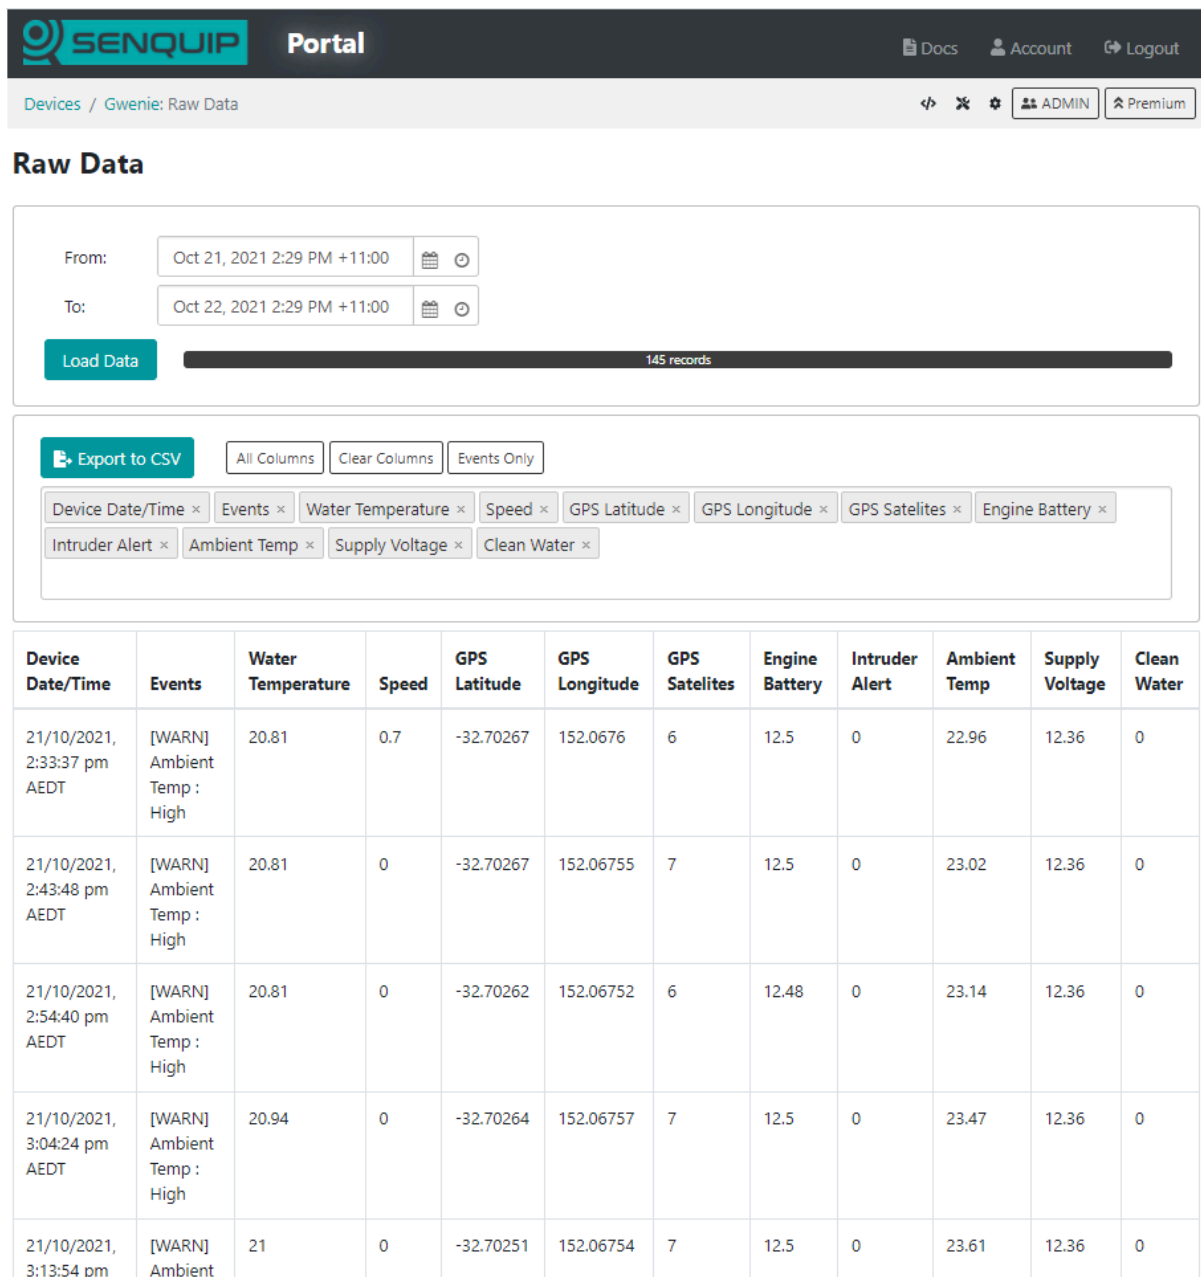 SENQUIP Portal Docs Account Logout
Devices / Gwenie: Raw Data </> ADMIN Premium
Raw Data
From: Oct 21, 2021 2:29 PM +11:00
To: Oct 22, 2021 2:29 PM +11:00
Load Data 145 records
Export to CSV All Columns Clear Columns Events Only
Device Date/Time × Events × Water Temperature × Speed × GPS Latitude × GPS Longitude × GPS Satelites × Engine Battery ×
Intruder Alert × Ambient Temp × Supply Voltage × Clean Water ×
Device Water GPS GPS GPS Engine Intruder Ambient Supply Clean
Date/Time Events Temperature Speed Latitude Longitude Satelites Battery Alert Temp Voltage Water
21/10/2021, [WARN] 20.81 0.7 -32.70267 152.0676 6 12.5 0 22.96 12.36 0
2:33:37 pm Ambient
AEDT Temp :
High
21/10/2021, [WARN] 20.81 0 -32.70267 152.06755 7 12.5 0 23.02 12.36 0
2:43:48 pm Ambient
AEDT Temp :
High
21/10/2021, [WARN] 20.81 0 -32.70262 152.06752 6 12.48 0 23.14 12.36 0
2:54:40 pm Ambient
AEDT Temp :
High
21/10/2021, [WARN] 20.94 0 -32.70264 152.06757 7 12.5 0 23.47 12.36 0
3:04:24 pm Ambient
AEDT Temp :
High
21/10/2021, [WARN] 21 0 -32.70251 152.06754 7 12.5 0 23.61 12.36 0
3:13:54 pm Ambient